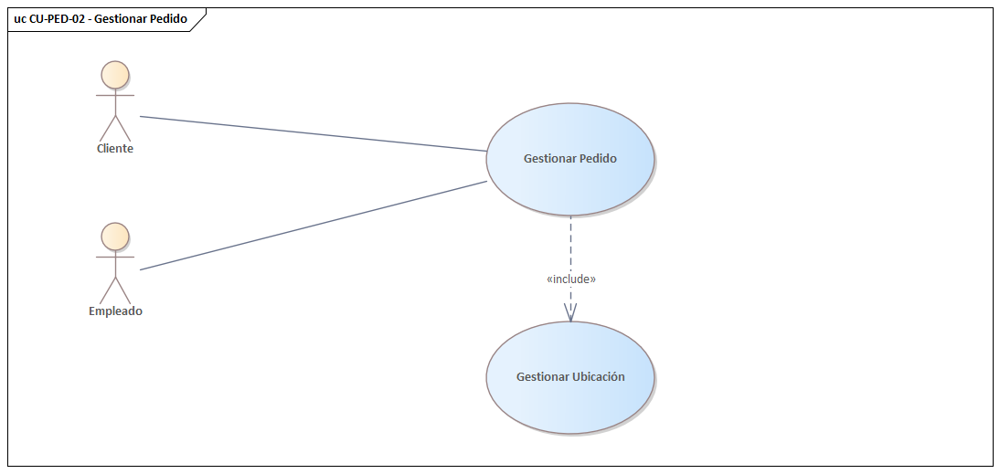 uc CU-PED-02 - Gestionar Pedido
Cliente
Gestionar Pedido
Empleado
«include»
Gestionar Ubicación